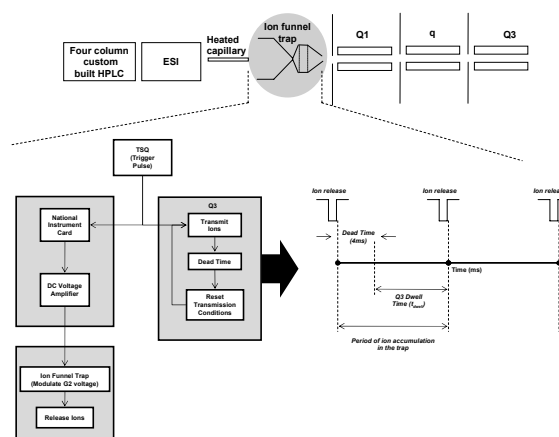 Four column
custom
built HPLC
ESI
Heated
capillary
Ion funnel
trap
Q1
q
Q3
TSQ
(Trigger
Pulse)
National
Instrument
Card
DC Voltage
Amplifier
Ion Funnel Trap
(Modulate G2 voltage)
Release Ions
Q3
Transmit
Ions
Dead Time
Reset
Transmission
Conditions
Ion release
Ion release
Ion relea
Dead Time
(4ms)
Time (ms)
Q3 Dwell
Time (tdwell)
Period of ion accumulation
in the trap